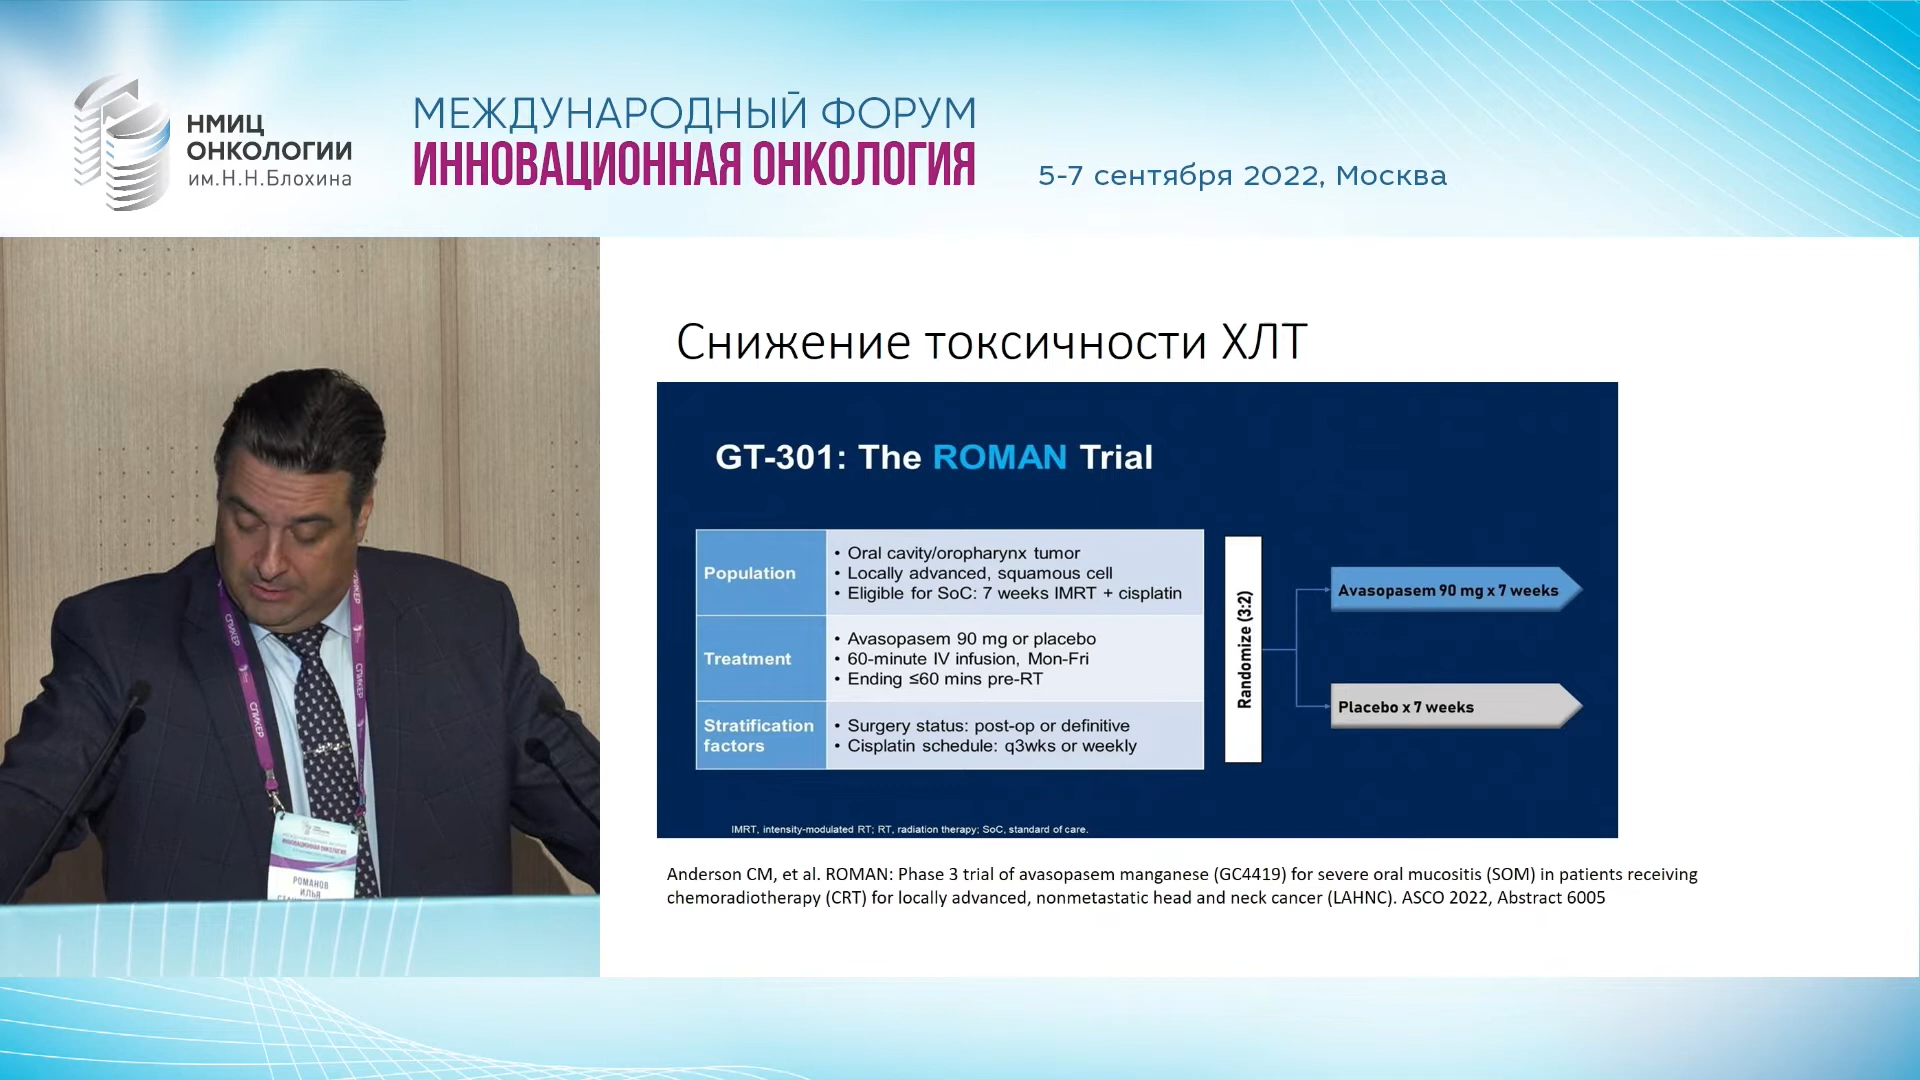 НМИЦ
ОНКОЛОГИИ
им.Н.Н.Блохина
МЕЖДУНАРОДНЫЙ ФОРУМ
ИННОВАЦИОННАЯ ОНКОЛОГИЯ
5-7 сентября 2022, Москва
Снижение токсичности ХЛТ
GT-301: The ROMAN Trial
Population
• Oral cavity/oropharynx tumor
• Locally advanced, squamous cell
• Eligible for SoC: 7 weeks IMRT + cisplatin
Treatment
• Avasopasem 90 mg or placebo
• 60-minute IV infusion, Mon-Fri
• Ending ≤60 mins pre-RT
Stratification
factors
• Surgery status: post-op or definitive
• Cisplatin schedule: q3wks or weekly
Randomize (3:2)
Avasopasem 90 mg x 7 weeks
Placebo x 7 weeks
IMRT, intensity-modulated RT; RT, radiation therapy; SoC, standard of care.
Anderson CM, et al. ROMAN: Phase 3 trial of avasopasem manganese (GC4419) for severe oral mucositis (SOM) in patients receiving
chemoradiotherapy (CRT) for locally advanced, nonmetastatic head and neck cancer (LAHNC). ASCO 2022, Abstract 6005
СПИКЕР
СПИКЕР
СПИКЕР
СПИКЕР
ИННОВАЦИОННАЯ ОНКОЛОГИЯ
РОМАНОВ
ИЛЬЯ